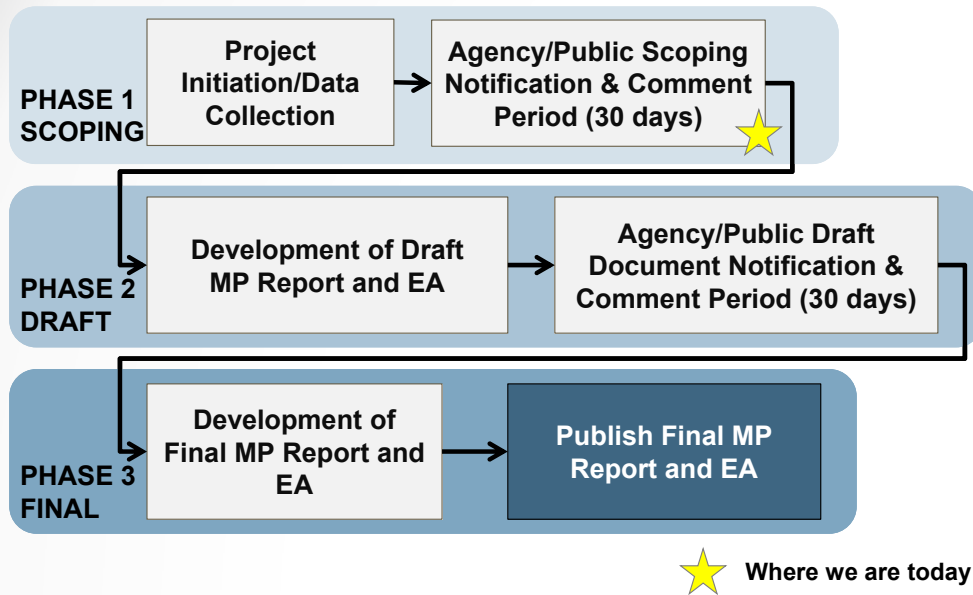 PHASE 1
SCOPING
Project
Initiation/Data
Collection
Agency/Public Scoping
Notification & Comment
Period (30 days)
PHASE 2
DRAFT
Development of Draft
MP Report and EA
Agency/Public Draft
Document Notification &
Comment Period (30 days)
PHASE 3
FINAL
Development of
Final MP Report and
EA
Publish Final MP
Report and EA
Where we are today